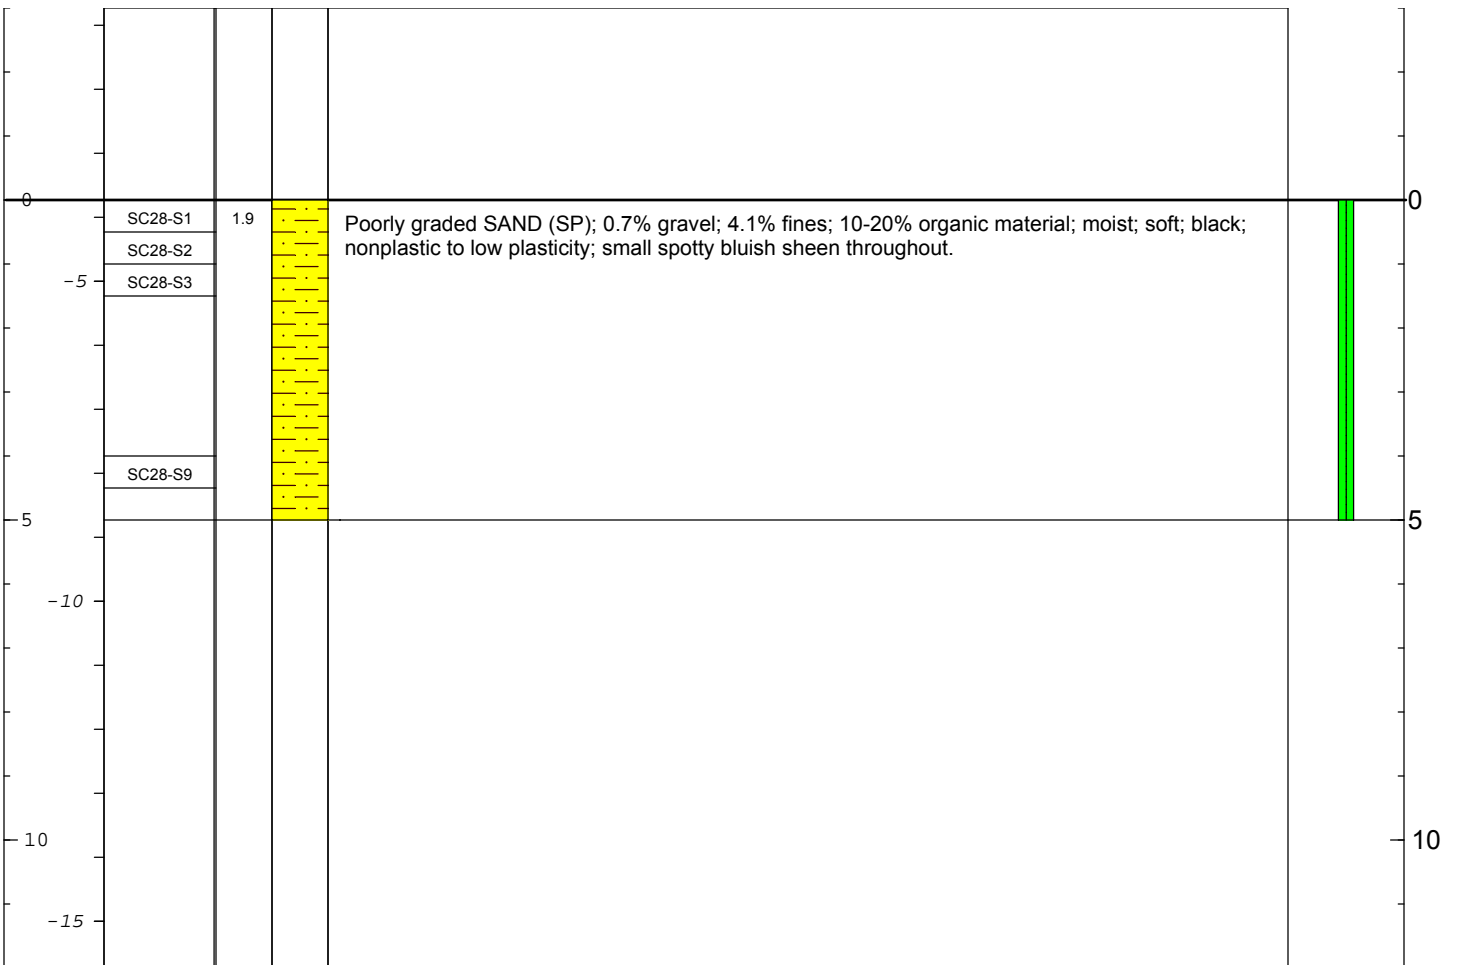 0
0
SC28-S1
1.9
Poorly graded SAND (SP); 0.7% gravel; 4.1% fines; 10-20% organic material; moist; soft; black;
nonplastic to low plasticity; small spotty bluish sheen throughout.
SC28-S2
-5
SC28-S3
SC28-S9
5
5
-10
10
10
-15